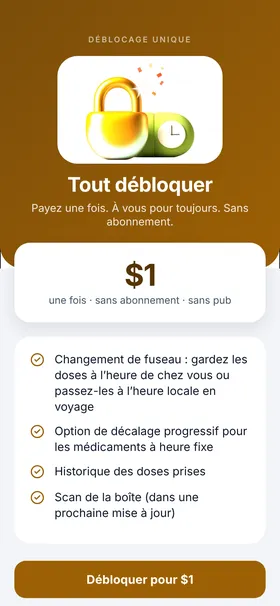 DÉBLOCAGE UNIQUE
Tout débloquer
Payez une fois. À vous pour toujours. Sans
abonnement.
$1
une fois · sans abonnement · sans pub
Changement de fuseau : gardez les
doses à l'heure de chez vous ou
passez-les à l'heure locale en
voyage
Option de décalage progressif pour
les médicaments à heure fixe
Historique des doses prises
Scan de la boîte (dans une
prochaine mise à jour)
Débloquer pour $1